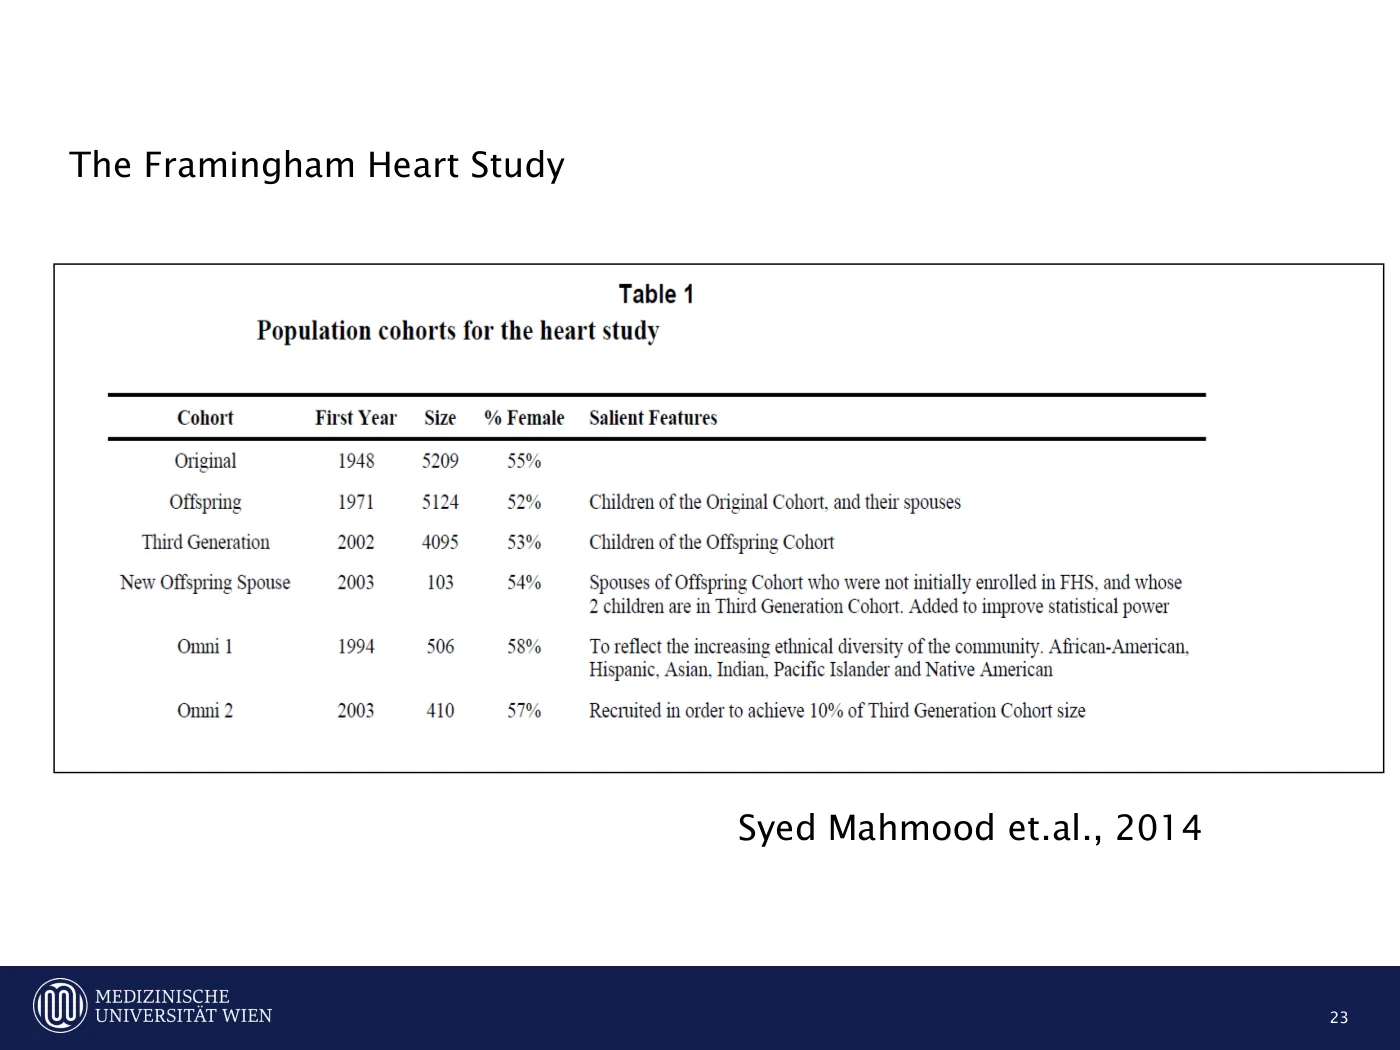 The Framingham Heart Study
Table 1
Population cohorts for the heart study
Cohort First Year Size % Female Salient Features
Original 1948 5209 55%
Offspring 1971 5124 52% Children of the Original Cohort, and their spouses
Third Generation 2002 4095 53% Children of the Offspring Cohort
New Offspring Spouse 2003 103 54% Spouses of Offspring Cohort who were not initially enrolled in FHS, and whose
2 children are in Third Generation Cohort. Added to improve statistical power
Omni 1 1994 506 58% To reflect the increasing ethnical diversity of the community. African-American,
Hispanic, Asian, Indian, Pacific Islander and Native American
Omni 2 2003 410 57% Recruited in order to achieve 10% of Third Generation Cohort size
Syed Mahmood et.al., 2014
MEDIZINISCHE
UNIVERSITÄT WIEN
23